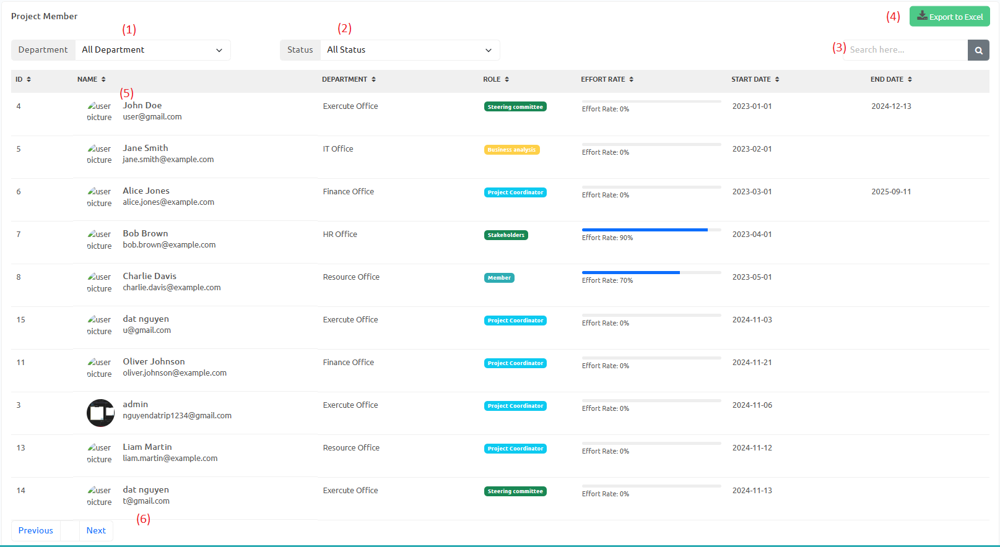 Project Member
(4)
Export to Excel
(1)
(2)
Department All Department
Status All Status
(3)
Search here...
ID NAME DEPARTMENT ROLE EFFORT RATE START DATE END DATE
(5)
4 user picture John Doe user@gmail.com Exercute Office Steering committee Effort Rate: 0% 2023-01-01 2024-12-13
5 user picture Jane Smith jane.smith@example.com IT Office Business analysis Effort Rate: 0% 2023-02-01
6 user picture Alice Jones alice.jones@example.com Finance Office Project Coordinator Effort Rate: 0% 2023-03-01 2025-09-11
7 user picture Bob Brown bob.brown@example.com HR Office Stakeholders Effort Rate: 90% 2023-04-01
8 user picture Charlie Davis charlie.davis@example.com Resource Office Member Effort Rate: 70% 2023-05-01
15 user picture dat nguyen u@gmail.com Exercute Office Project Coordinator Effort Rate: 0% 2024-11-03
11 user picture Oliver Johnson oliver.johnson@example.com Finance Office Project Coordinator Effort Rate: 0% 2024-11-21
3 admin nguyendatrip1234@gmail.com Exercute Office Project Coordinator Effort Rate: 0% 2024-11-06
13 user picture Liam Martin liam.martin@example.com Resource Office Project Coordinator Effort Rate: 0% 2024-11-12
14 user picture dat nguyen t@gmail.com Exercute Office Steering committee Effort Rate: 0% 2024-11-13
(6)
Previous Next